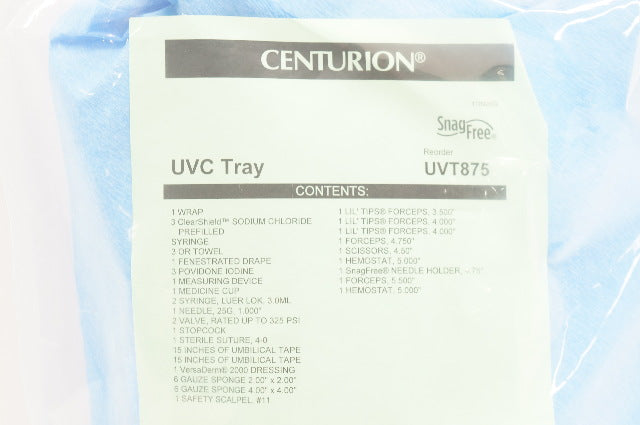 CENTURION®
Snag Free
Reorder
UVC Tray
UVT875
CONTENTS:
1 WRAP
3 ClearShield™ SODIUM CHLORIDE
PREFILLED
SYRINGE
3 OR TOWEL
1 FENESTRATED DRAPE
3 POVIDONE IODINE
1 MEASURING DEVICE
1 MEDICINE CUP
2 SYRINGE, LUER LOK, 3.0ML
1 NEEDLE, 25G, 1.000"
2 VALVE, RATED UP TO 325 PSI
1 STOPCOCK
1 STERILE SUTURE, 4-0
15 INCHES OF UMBILICAL TAPE
15 INCHES OF UMBILICAL TAPE
1 VersaDerm® 2000 DRESSING
6 GAUZE SPONGE 2.00" x 2.00"
6 GAUZE SPONGE 4.00" x 4.00"
1 SAFETY SCALPEL, #11
1 LIL' TIPS® FORCEPS, 3.500"
1 LIL' TIPS® FORCEPS, 4.000"
1 LIL' TIPS® FORCEPS, 4.000"
1 FORCEPS, 4.750"
1 SCISSORS, 4.50"
1 HEMOSTAT, 5.000"
1 SnagFree® NEEDLE HOLDER,
1 FORCEPS, 5.500"
1 HEMOSTAT, 5.000"